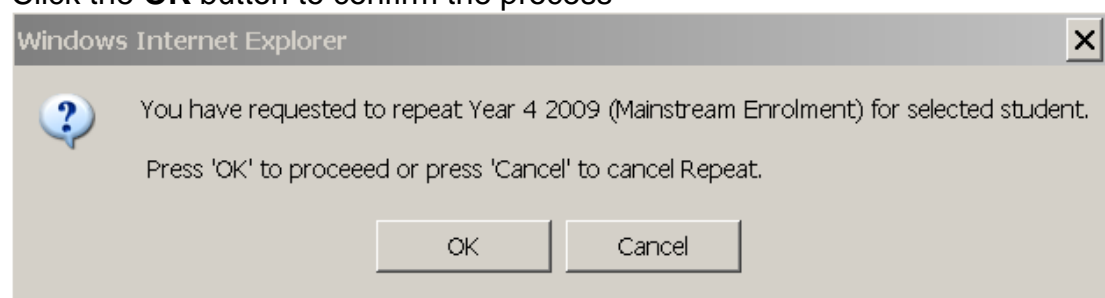 Click the OK button to confirm the process
Windows Internet Explorer
You have requested to repeat Year 4 2009 (Mainstream Enrolment) for selected student.
Press 'OK' to proceeed or press 'Cancel' to cancel Repeat.
OK Cancel